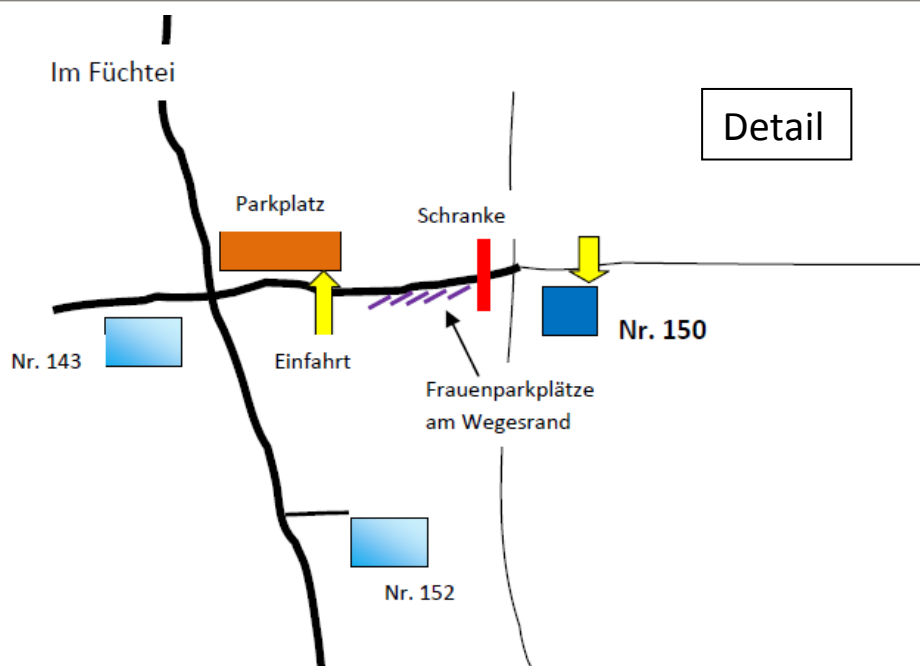 Im Füchtei
Detail
Parkplatz
Schranke
Nr. 150
Nr. 143
Einfahrt
Frauenparkplätze
am Wegesrand
Nr. 152